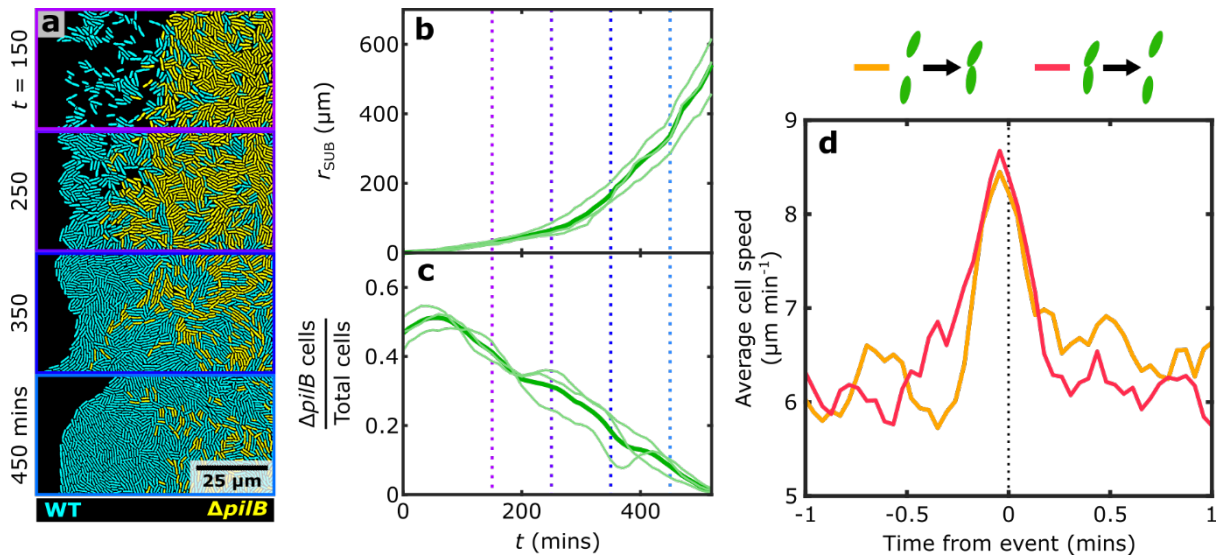 a
t = 150
250
350
450 mins
25 µm
WT ΔpilB
b
600
400
200
0
r_SUB (µm)
c
0.6
0.4
0.2
0
ΔpilB cells
Total cells
0 200 400
t (mins)
d
9
8
7
6
5
Average cell speed
(µm min⁻¹)
-1 -0.5 0 0.5 1
Time from event (mins)